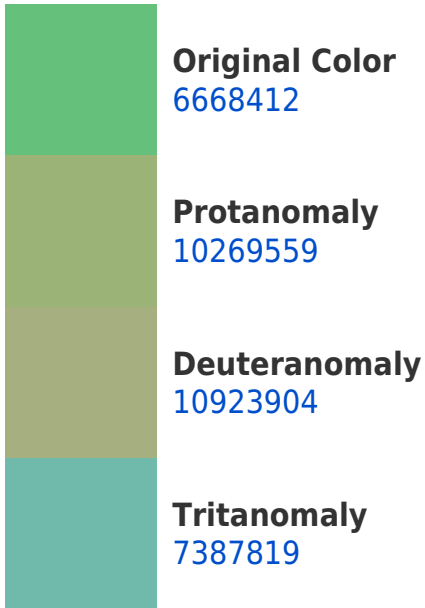 Original Color
6668412
Protanomaly
10269559
Deuteranomaly
10923904
Tritanomaly
7387819